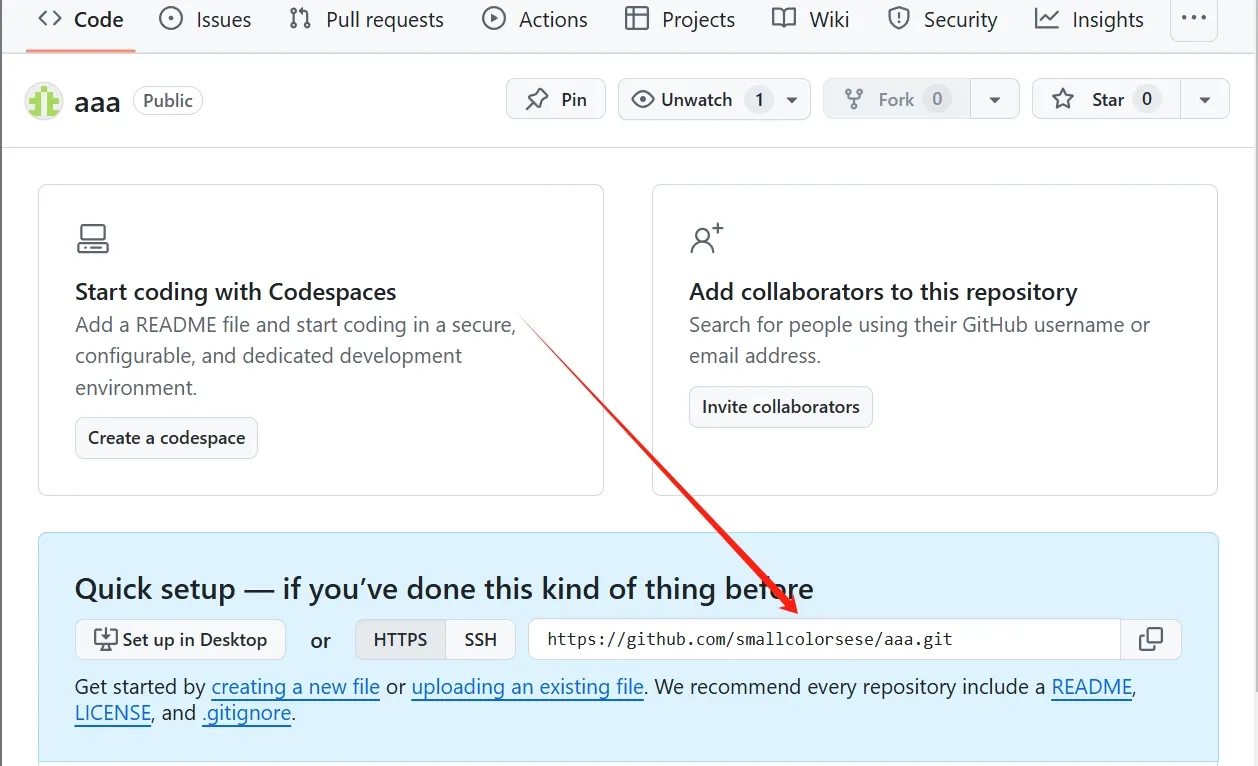 Code Issues Pull requests Actions Projects Wiki Security Insights
aaa Public Pin Unwatch 1 Fork 0 Star 0
Start coding with Codespaces
Add a README file and start coding in a secure,
configurable, and dedicated development
environment.
Create a codespace
Add collaborators to this repository
Search for people using their GitHub username or
email address.
Invite collaborators
Quick setup — if you’ve done this kind of thing before
Set up in Desktop or HTTPS SSH https://github.com/smallcolorsese/aaa.git
Get started by creating a new file or uploading an existing file. We recommend every repository include a README,
LICENSE, and .gitignore.